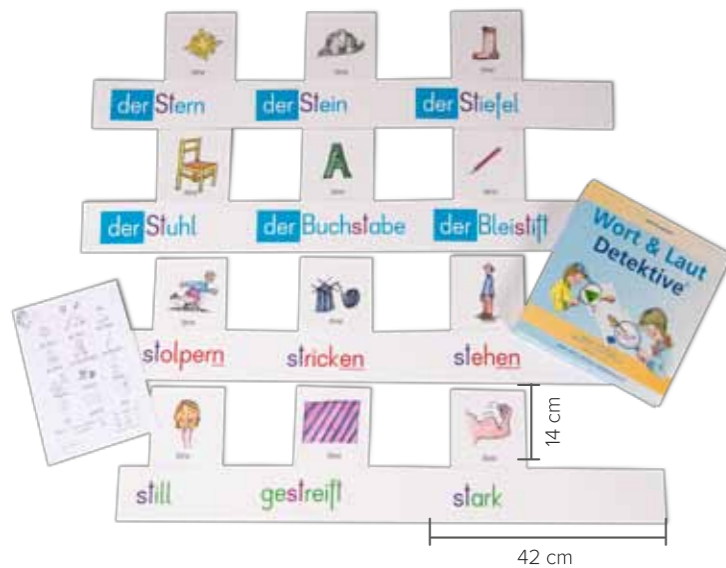 der Stern der Stein der Stiefel
A
der Stuhl der Buchstabe der Bleistift
Wort & Laut
Detektive
stolpern stricken stehen
14 cm
still gestreift stark
42 cm